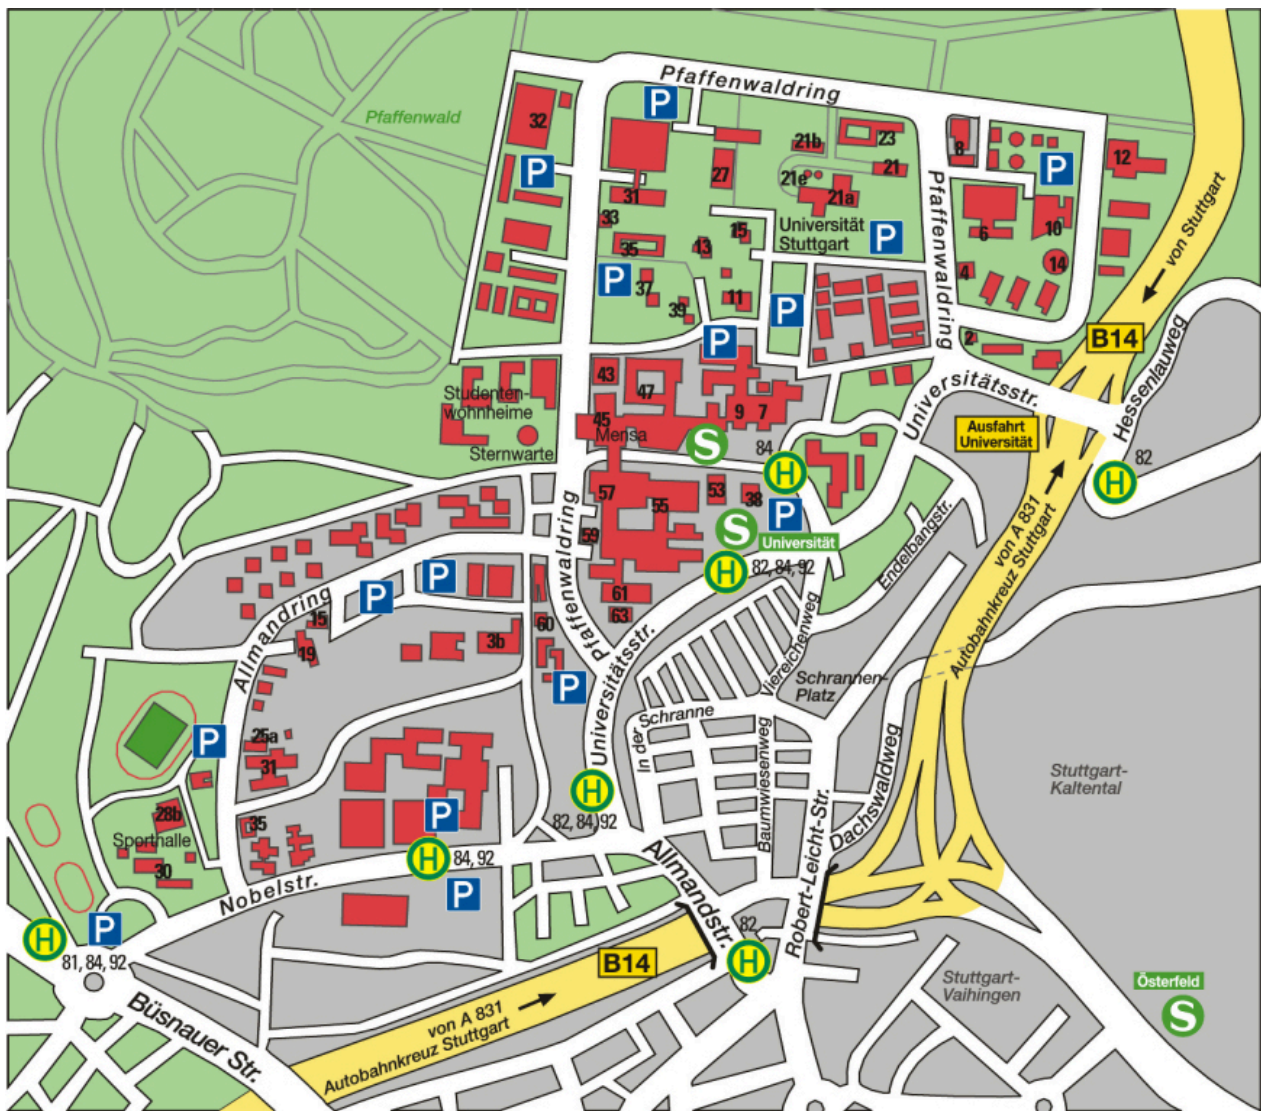 Pfaffenwaldring
P
Pfaffenwald
32
23
21b
8
12
P
P
27
21
21e
21a
Pfaffenwaldring
31
33
15
13
35
Universität
Stuttgart
P
6
10
14
4
von Stuttgart
P
37
39
11
P
2
B14
Hessenlauweg
P
43
47
Studenten-
wohnheime
45
Mensa
9
7
Sternwarte
S
84
H
Universitätsstr.
Ausfahrt
Universität
82
H
57
55
53
38
P
S
Universität
59
Pfaffenwaldring
H
82, 84, 92
Endelbangstr.
von A 831
Autobahnkreuz Stuttgart
P
P
Allmandring
15
19
3b
60
61
63
Universitätsstr.
Viereichenweg
Schrannen-
Platz
P
In der
Schranne
Baumwiesenweg
Dachswaldweg
Robert-Leicht-Str.
Stuttgart-
Kaltental
P
25a
31
28b
Sporthalle
30
35
P
H
84, 92
H
82, 84, 92
Nobelstr.
P
Allmandstr.
82
H
H
P
81, 84, 92
Büsnauer Str.
B14
von A 831
Autobahnkreuz Stuttgart
Stuttgart-
Vaihingen
Österfeld
S